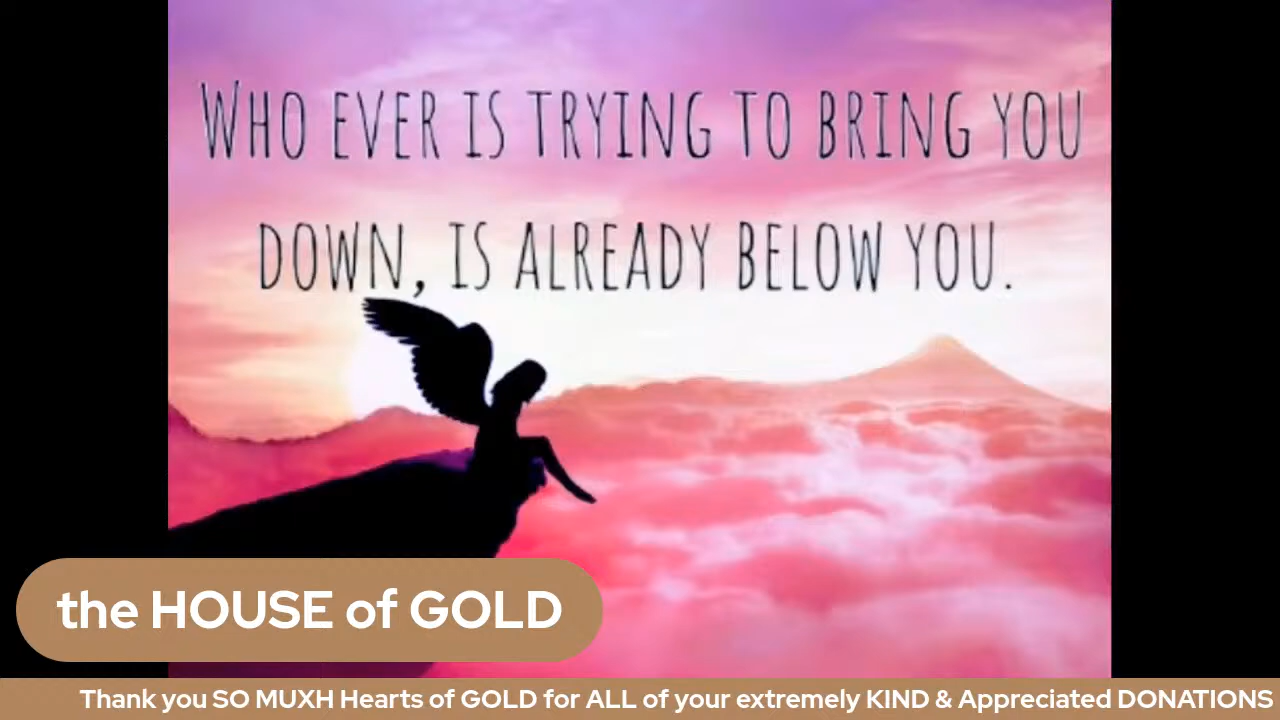 WHO EVER IS TRYING TO BRING YOU
DOWN, IS ALREADY BELOW YOU.
the HOUSE of GOLD
Thank you SO MUXH Hearts of GOLD for ALL of your extremely KIND & Appreciated DONATIONS